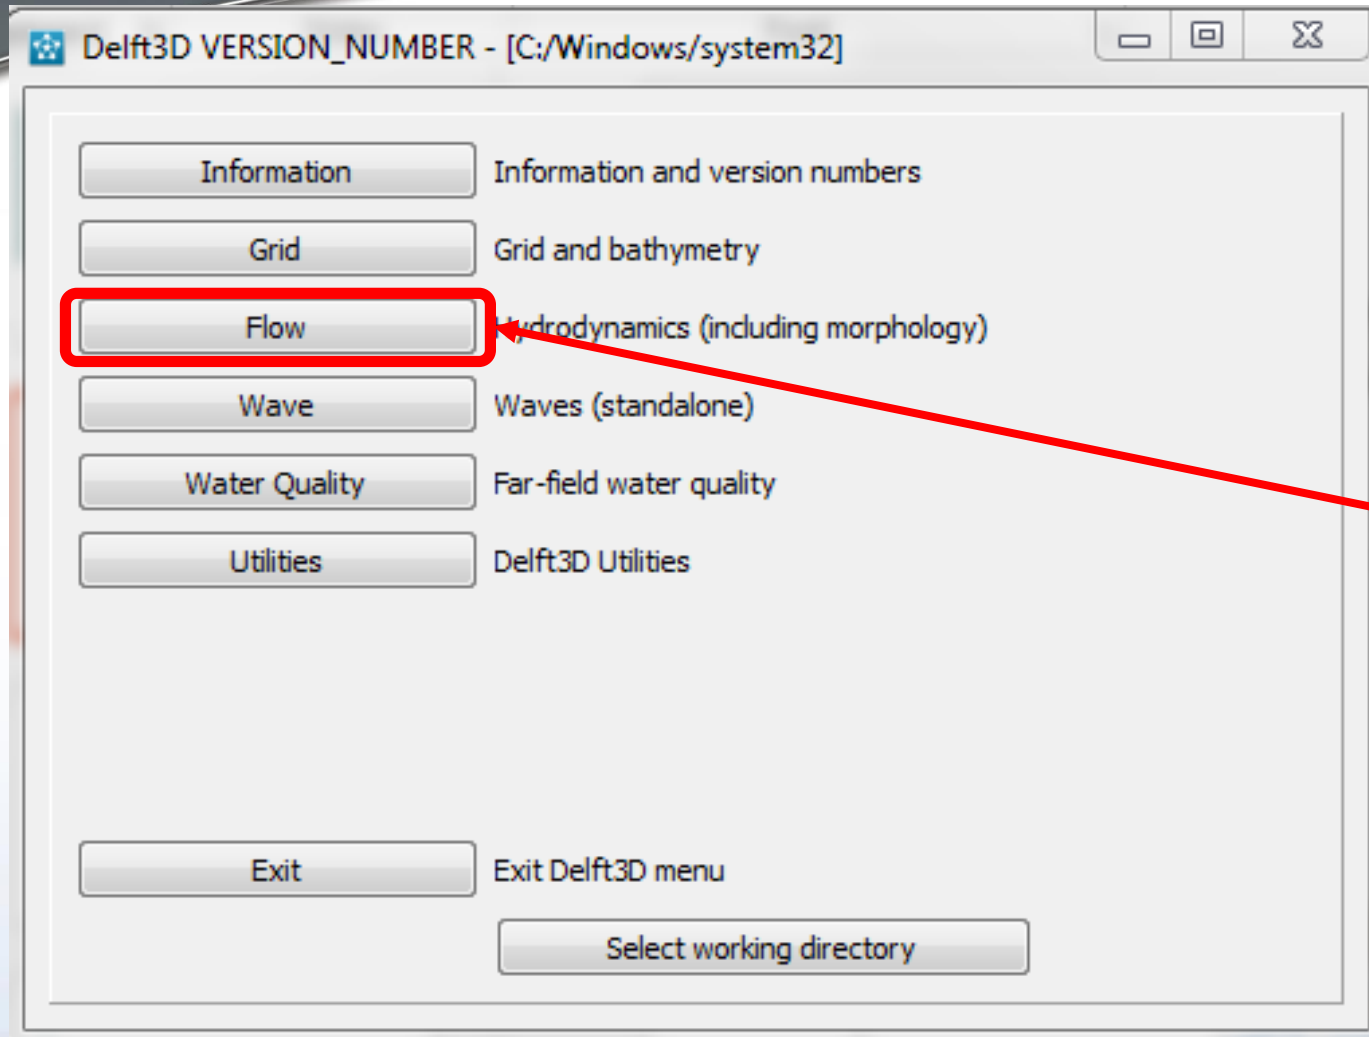 Delft3D VERSION_NUMBER - [C:/Windows/system32]
Information Information and version numbers
Grid Grid and bathymetry
Flow Hydrodynamics (including morphology)
Wave Waves (standalone)
Water Quality Far-field water quality
Utilities Delft3D Utilities
Exit Exit Delft3D menu
Select working directory